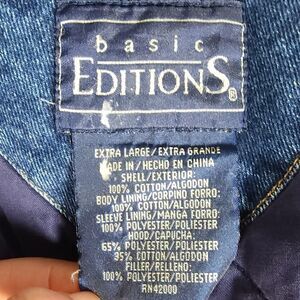 basic
EDITIONS®
EXTRA LARGE/EXTRA GRANDE
MADE IN/HECHO EN CHINA
SHELL/EXTERIOR:
100% COTTON/ALGODON
BODY LINING/CORPINO FORRO:
100% COTTON/ALGODON
SLEEVE LINING/MANGA FORRO:
100% POLYESTER/POLIESTER
HOOD/CAPUCHA:
65% POLYESTER/POLIESTER
35% COTTON/ALGODON
FILLER/RELLENO:
100% POLYESTER/POLIESTER
RN42000